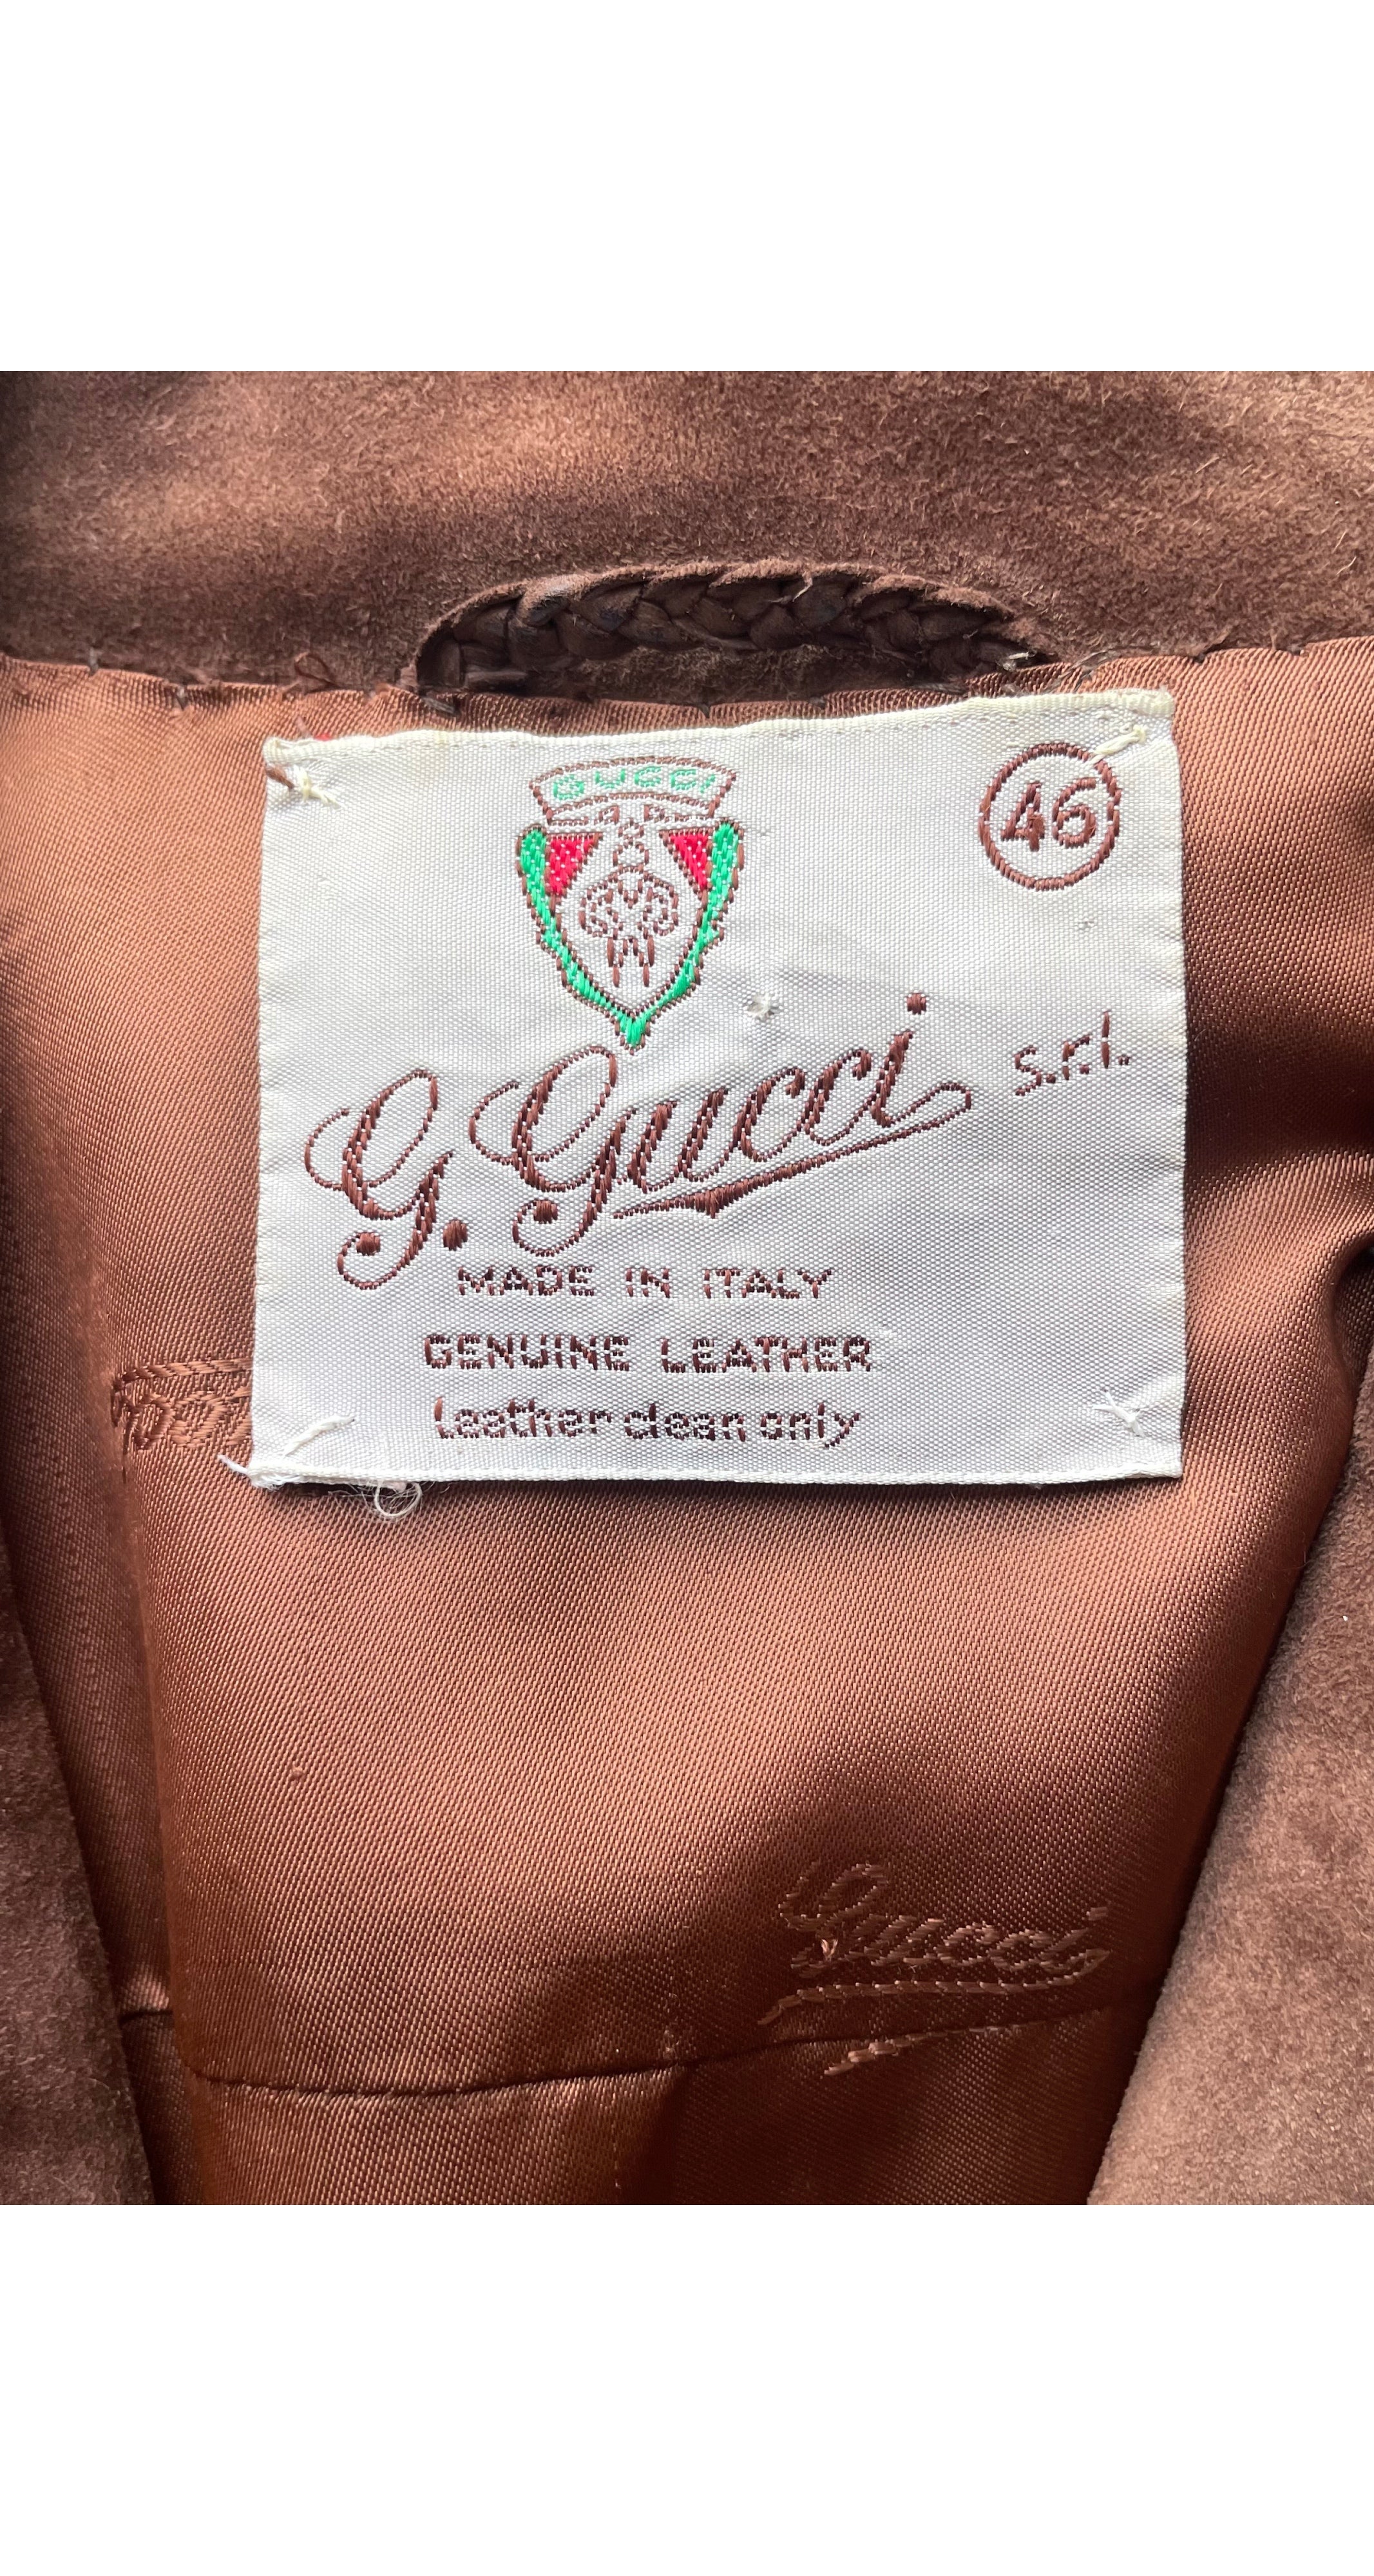 GUCCI
46
G. Gucci s.r.l.
MADE IN ITALY
GENUINE LEATHER
Leather clean only
Gucci